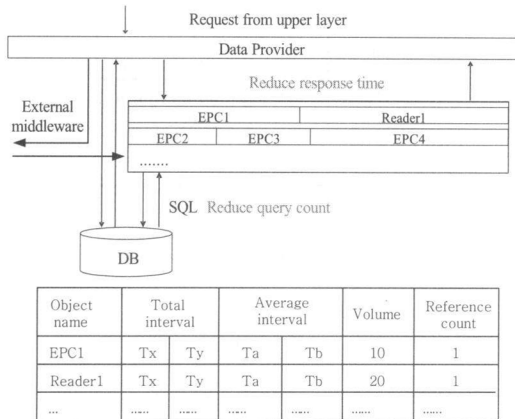 Request from upper layer
Data Provider
Reduce response time
External
middleware
EPC1 Reader1
EPC2 EPC3 EPC4
.......
SQL Reduce query count
DB
Object name Total interval Average interval Volume Reference count
EPC1 Tx Ty Ta Tb 10 1
Reader1 Tx Ty Ta Tb 20 1
... ...... ...... ...... ...... ...... ......